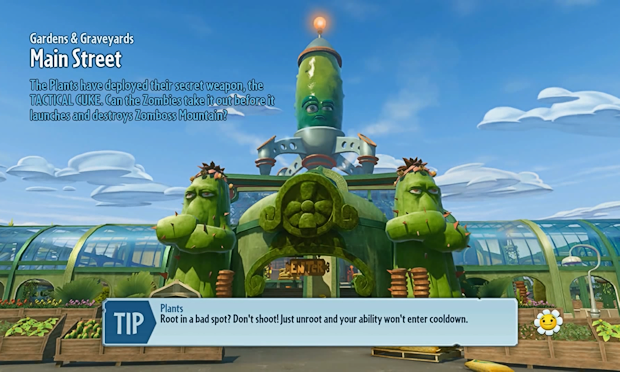 Gardens & Graveyards
Main Street
The Plants have deployed their secret weapon, the
TACTICAL CUKE. Can the Zombies take it out before it
launches and destroys Zomboss Mountain?
ENTER
TIP
Plants
Root in a bad spot? Don't shoot! Just unroot and your ability won't enter cooldown.